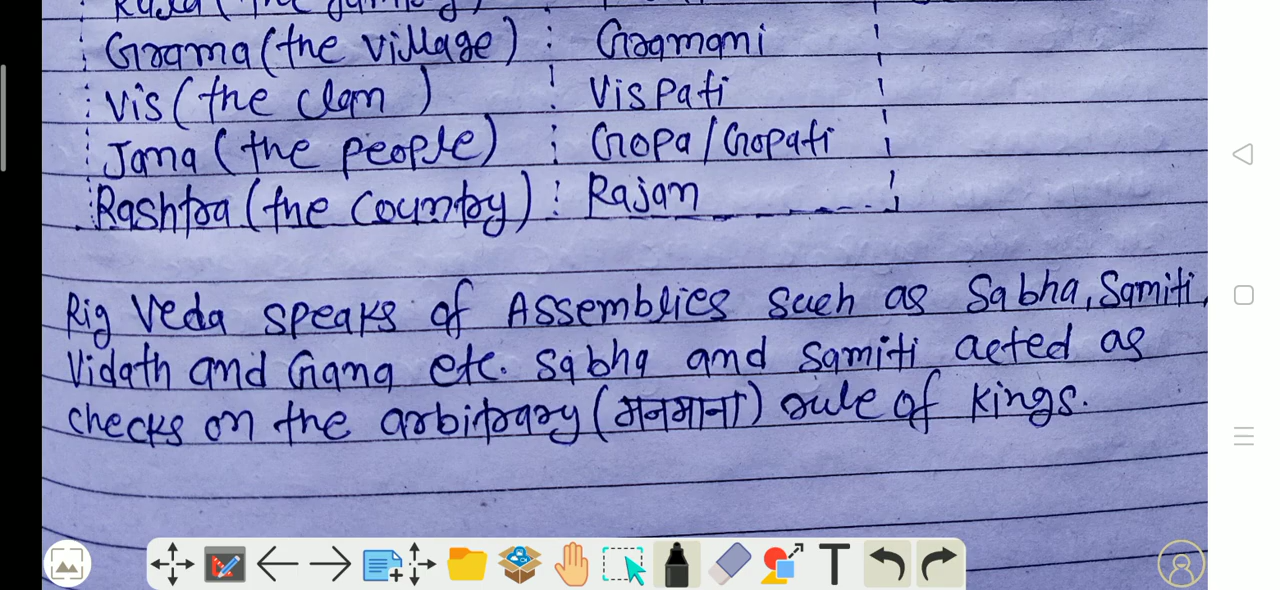 Grama (the village) : Gramani
Vis (the clan) : Vispati
Jana (the people) : Gopa/Gopati
Rashtra (the country) : Rajan
Rig Veda speaks of Assemblies such as Sabha, Samiti,
Vidath and Gana etc. Sabha and Samiti acted as
checks on the arbitrary (मनमाना) rule of kings.
T